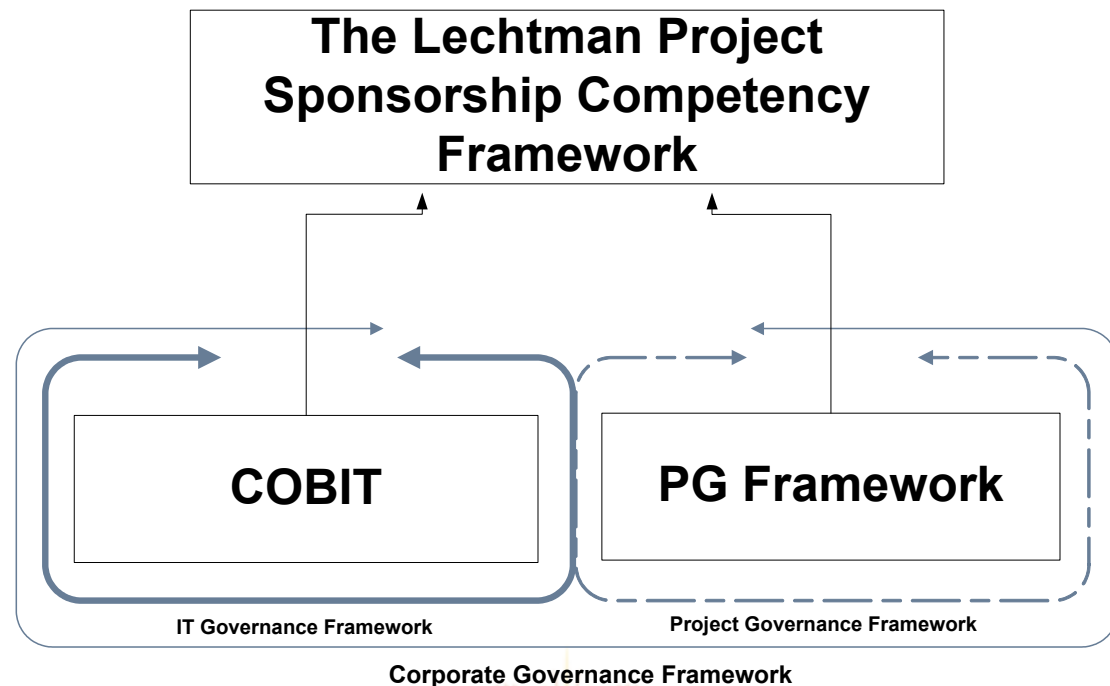 The Lechtman Project
Sponsorship Competency
Framework
COBIT
PG Framework
IT Governance Framework
Project Governance Framework
Corporate Governance Framework